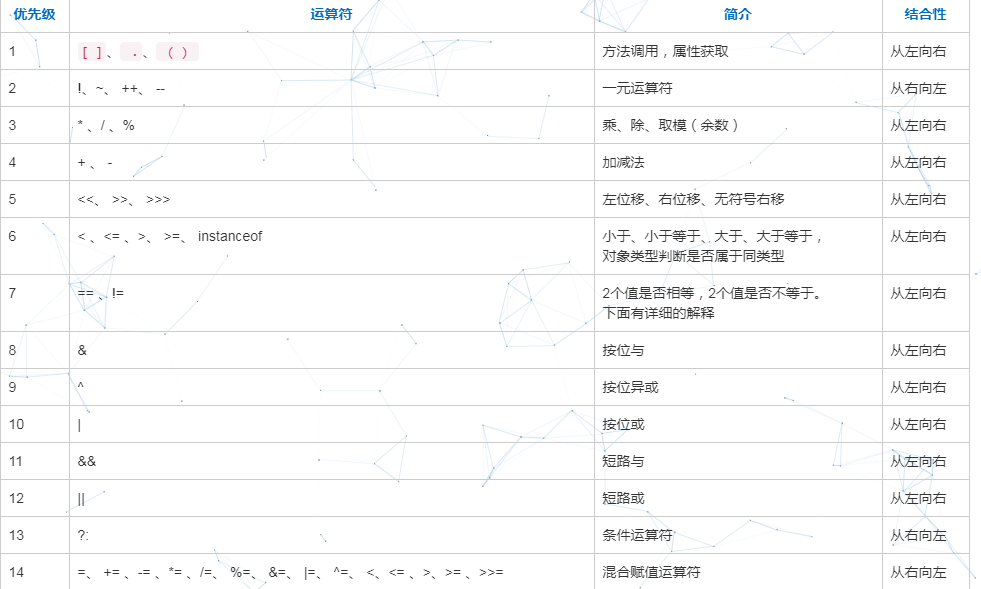 优先级 运算符 简介 结合性
1 [ ]、 .、 ( ) 方法调用，属性获取 从左向右
2 !、~、 ++、 -- 一元运算符 从右向左
3 * 、/ 、% 乘、除、取模（余数） 从左向右
4 + 、 - 加减法 从左向右
5 <<、 >>、 >>> 左位移、右位移、无符号右移 从左向右
6 < 、<= 、>、 >=、 instanceof 小于、小于等于、大于、大于等于， 从左向右
对象类型判断是否属于同类型
7 == 、!= 2个值是否相等，2个值是否不等于。 从左向右
下面有详细的解释
8 & 按位与 从左向右
9 ^ 按位异或 从左向右
10 | 按位或 从左向右
11 && 短路与 从左向右
12 || 短路或 从左向右
13 ?: 条件运算符 从右向左
14 =、 += 、-= 、*= 、/=、 %=、 &=、 |=、 ^=、 <、<= 、>、>= 、>>= 混合赋值运算符 从右向左